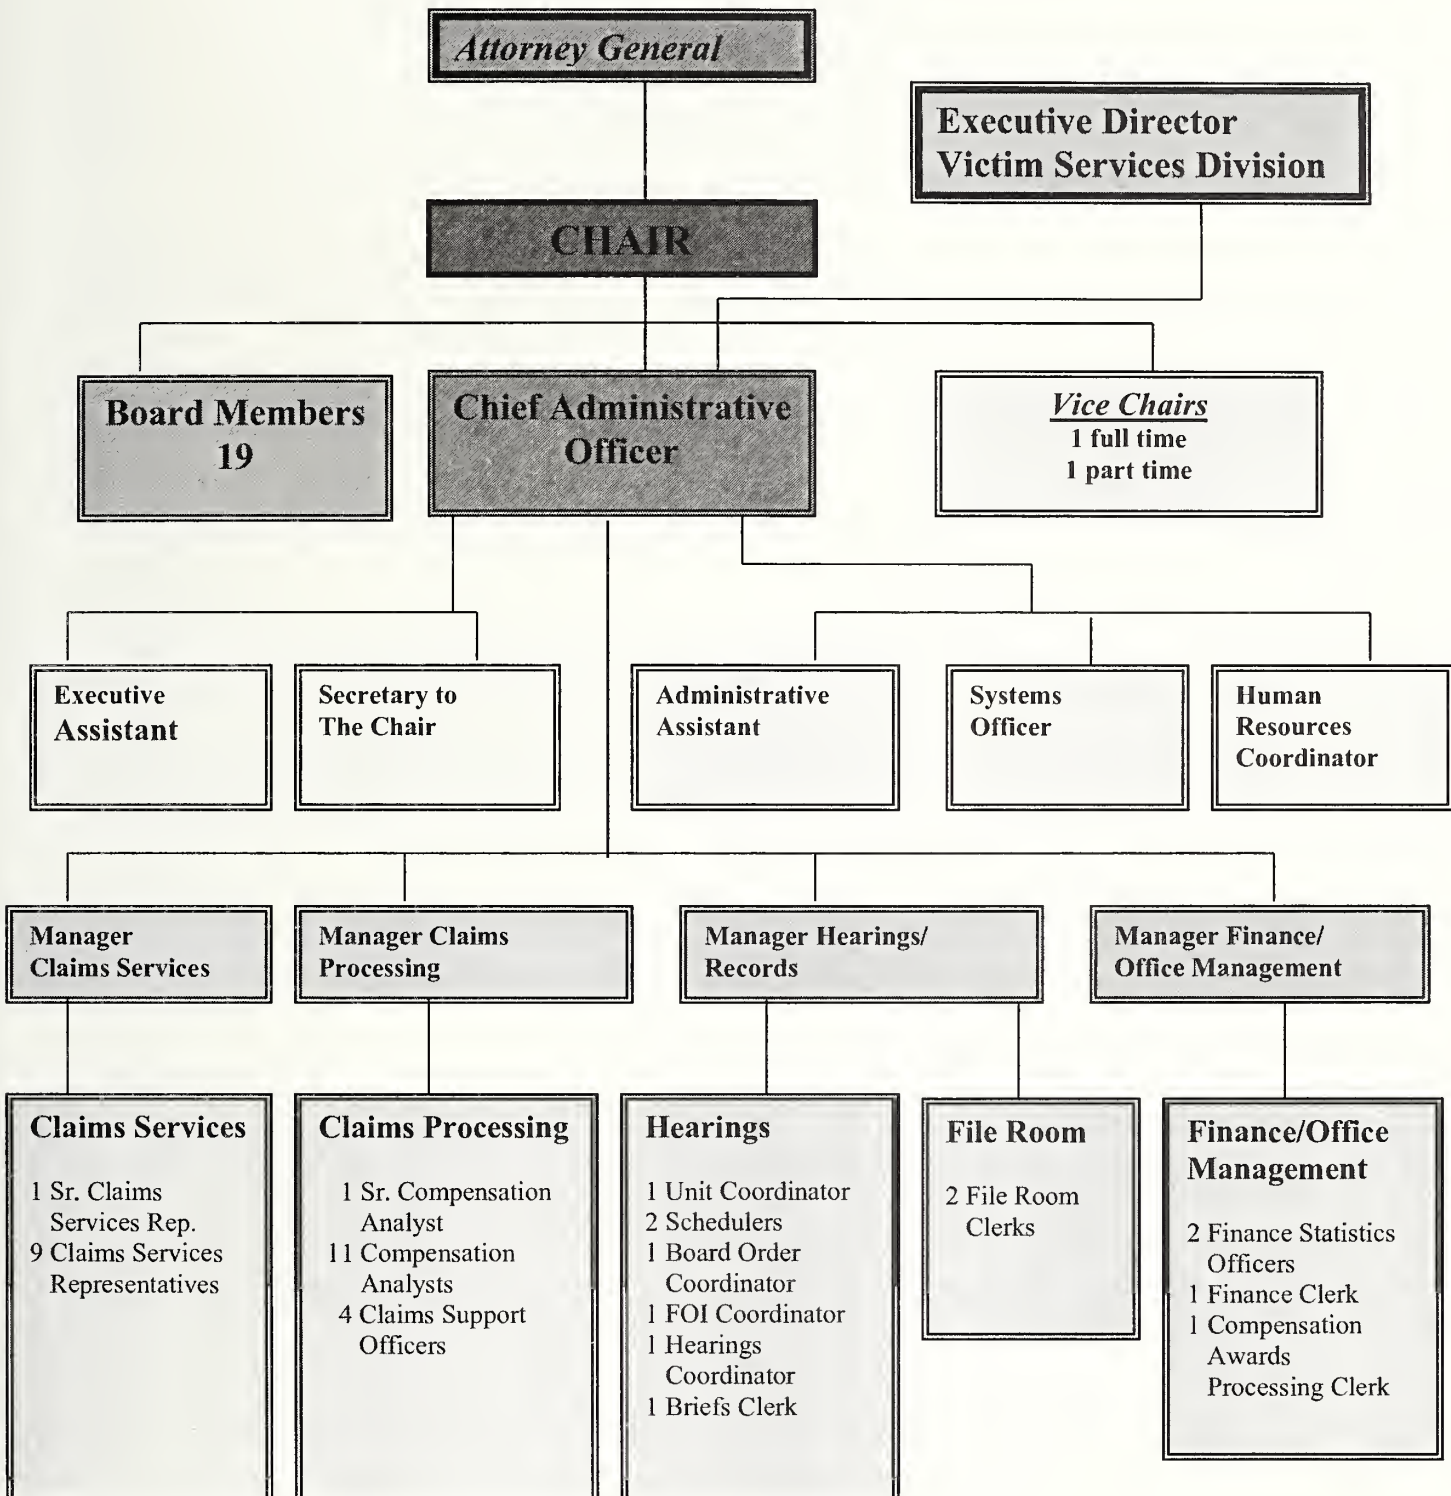 Attorney General
Executive Director
Victim Services Division
CHAIR
Board Members
19
Chief Administrative
Officer
Vice Chairs
1 full time
1 part time
Executive
Assistant
Secretary to
The Chair
Administrative
Assistant
Systems
Officer
Human
Resources
Coordinator
Manager
Claims Services
Manager Claims
Processing
Manager Hearings/
Records
Manager Finance/
Office Management
Claims Services
1 Sr. Claims
Services Rep.
9 Claims Services
Representatives
Claims Processing
1 Sr. Compensation
Analyst
11 Compensation
Analysts
4 Claims Support
Officers
Hearings
1 Unit Coordinator
2 Schedulers
1 Board Order
Coordinator
1 FOI Coordinator
1 Hearings
Coordinator
1 Briefs Clerk
File Room
2 File Room
Clerks
Finance/Office
Management
2 Finance Statistics
Officers
1 Finance Clerk
1 Compensation
Awards
Processing Clerk